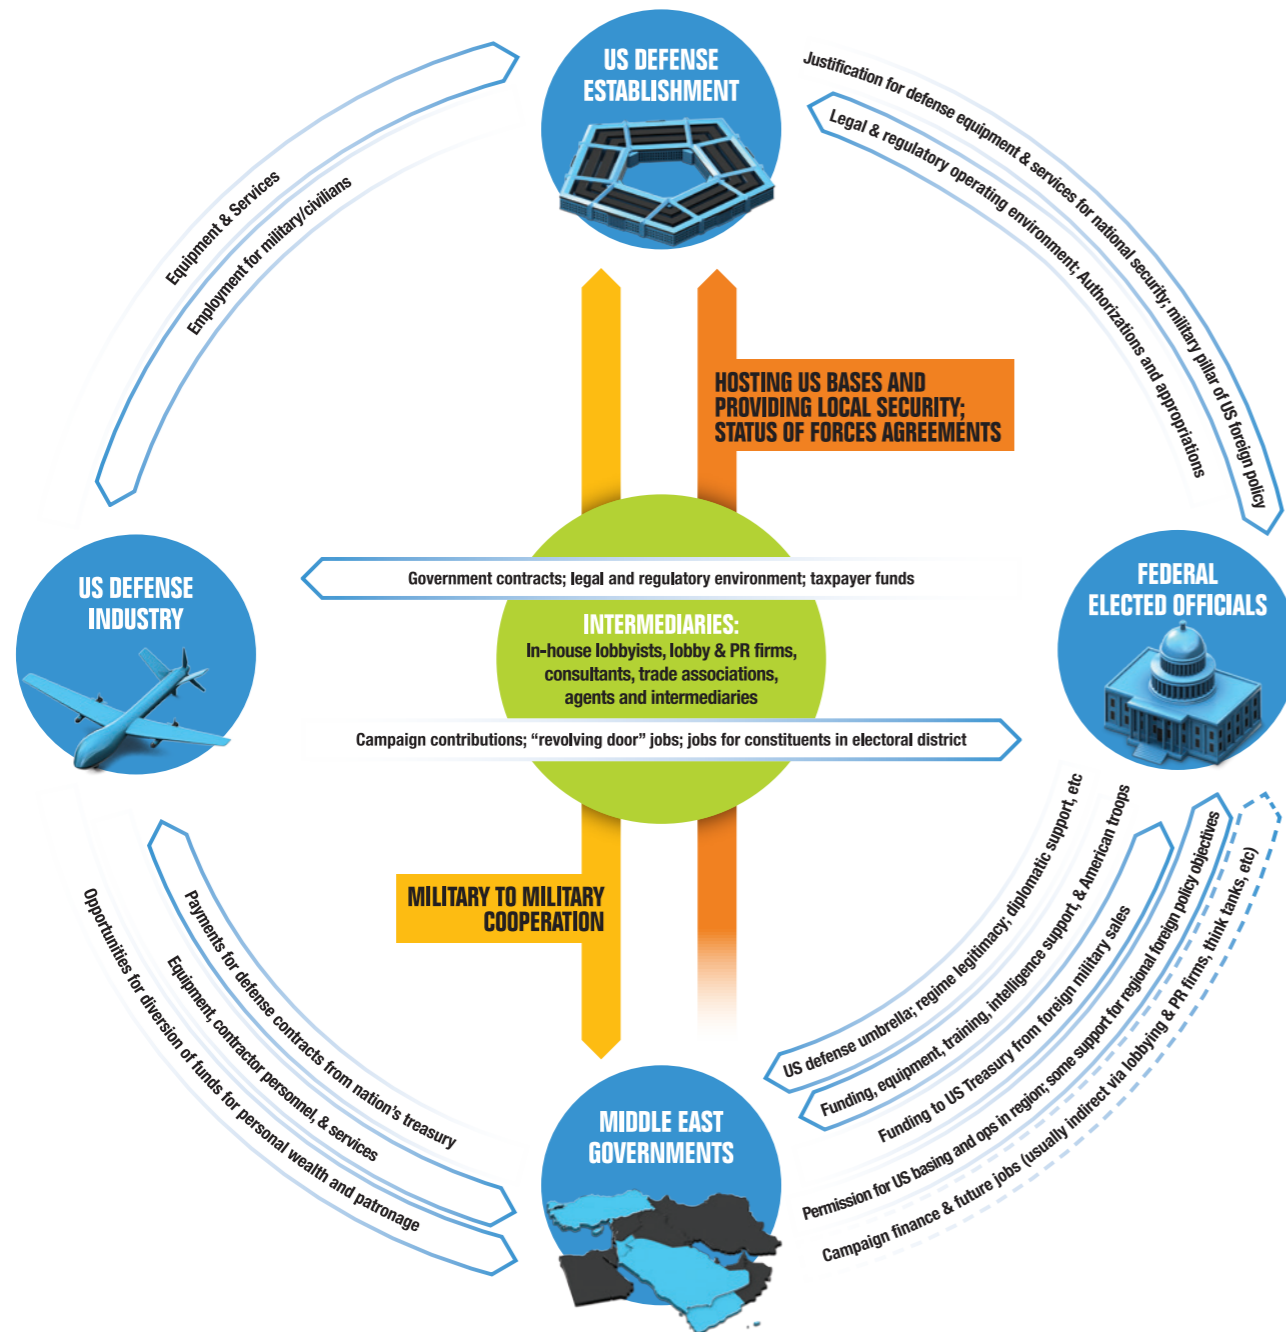 US DEFENSE
ESTABLISHMENT
Equipment & Services
Employment for military/civilians
Justification for defense equipment & services for national security; military pillar of US foreign policy
Legal & regulatory operating environment; Authorizations and appropriations
HOSTING US BASES AND
PROVIDING LOCAL SECURITY;
STATUS OF FORCES AGREEMENTS
US DEFENSE
INDUSTRY
FEDERAL
ELECTED OFFICIALS
Government contracts; legal and regulatory environment; taxpayer funds
INTERMEDIARIES:
In-house lobbyists, lobby & PR firms,
consultants, trade associations,
agents and intermediaries
Campaign contributions; “revolving door” jobs; jobs for constituents in electoral district
MILITARY TO MILITARY
COOPERATION
Payments for defense contracts from nation’s treasury
Equipment, contractor personnel, & services
Opportunities for diversion of funds for personal wealth and patronage
US defense umbrella; regime legitimacy; diplomatic support, etc
Funding, equipment, training, intelligence support, & American troops
Funding to US Treasury from foreign military sales
Permission for US basing and ops in region; some support for regional foreign policy objectives
Campaign finance & future jobs (usually indirect via lobbying & PR firms, think tanks, etc)
MIDDLE EAST
GOVERNMENTS